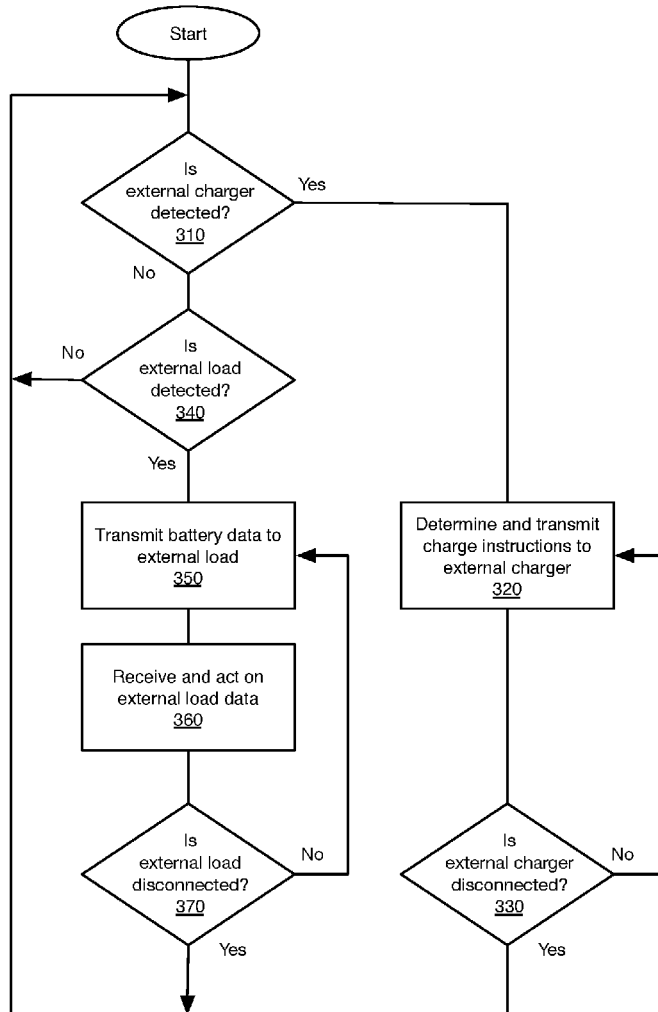 Start
Is
external charger
detected?
310
Yes
No
Is
external load
detected?
340
No
Yes
Transmit battery data to
external load
350
Determine and transmit
charge instructions to
external charger
320
Receive and act on
external load data
360
Is
external load
disconnected?
370
No
Yes
Is
external charger
disconnected?
330
No
Yes